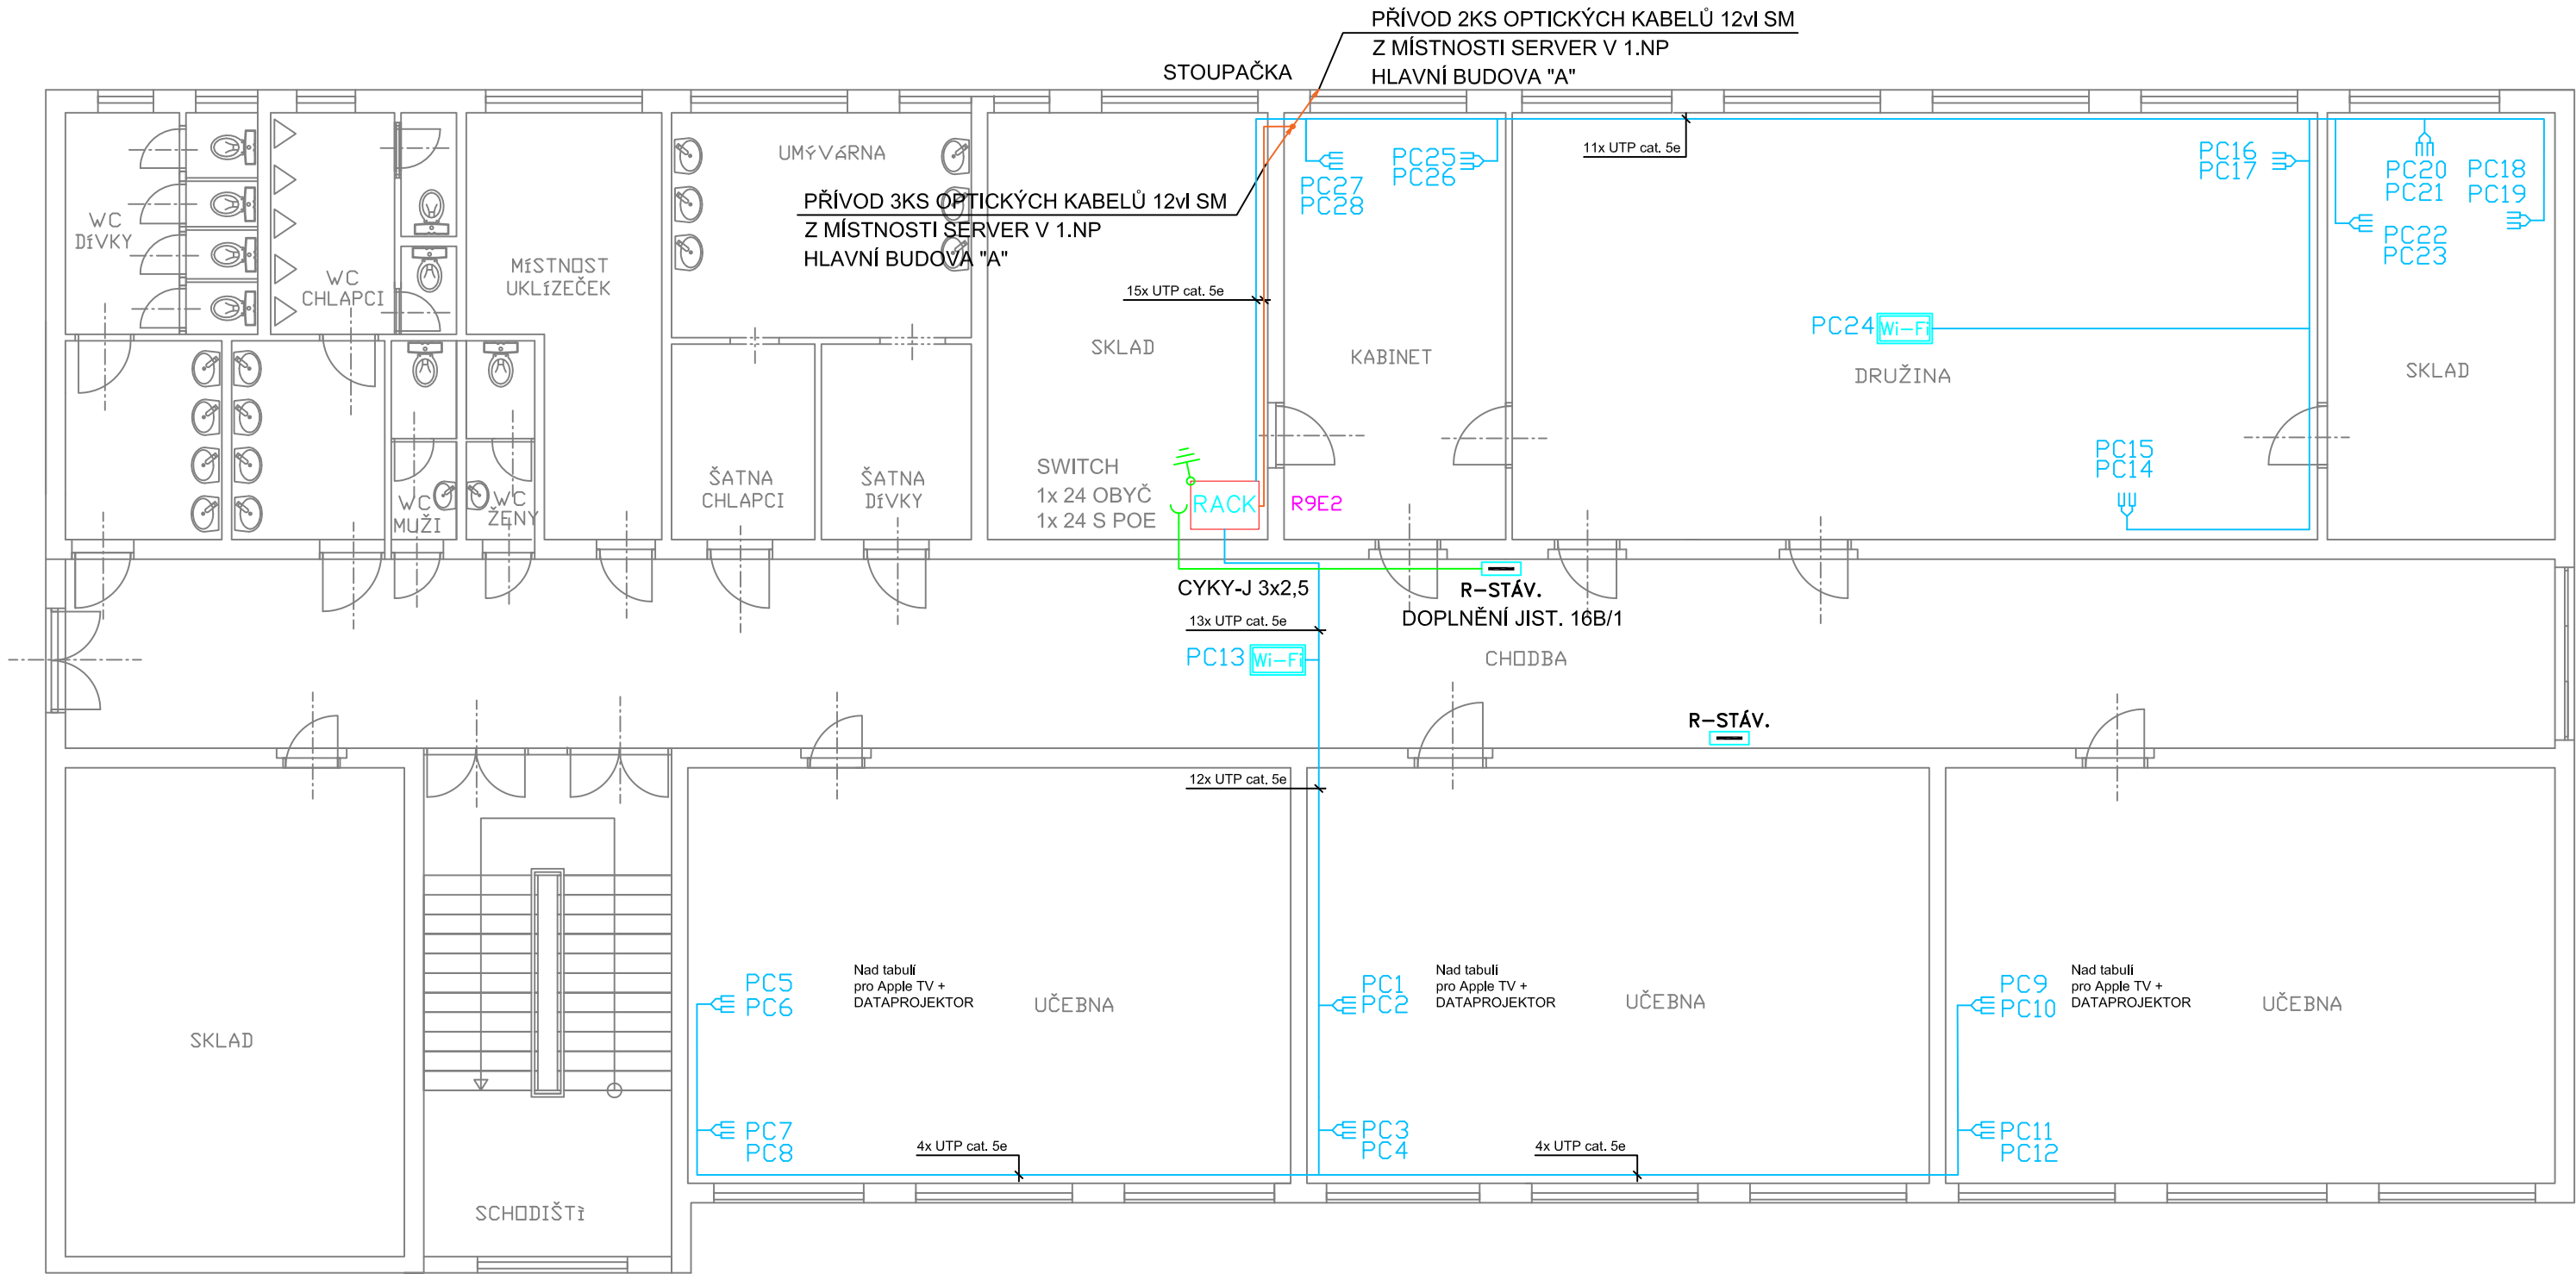 PŘÍVOD 2KS OPTICKÝCH KABELŮ 12vl SM
Z MÍSTNOSTI SERVER V 1.NP
HLAVNÍ BUDOVA "A"
STOUPAČKA
UMÝVÁRNA
11x UTP cat. 5e
PC27
PC28
PC25
PC26
PC16
PC17
PC20
PC21
PC18
PC19
PC22
PC23
PŘÍVOD 3KS OPTICKÝCH KABELŮ 12vl SM
Z MÍSTNOSTI SERVER V 1.NP
HLAVNÍ BUDOVA "A"
WC
DÍVKY
WC
CHLAPCI
MÍSTNOST
UKLÍZEČEK
15x UTP cat. 5e
SKLAD
KABINET
PC24
Wi-Fi
DRUŽINA
SKLAD
PC15
PC14
WC
MUŽI
WC
ŽENY
ŠATNA
CHLAPCI
ŠATNA
DÍVKY
SWITCH
1x 24 OBYČ
1x 24 S POE
RACK
R9E2
CYKY-J 3x2,5
R-STÁV.
DOPLNĚNÍ JIST. 16B/1
13x UTP cat. 5e
PC13
Wi-Fi
CHODBA
R-STÁV.
12x UTP cat. 5e
SKLAD
PC5
PC6
Nad tabulí
pro Apple TV +
DATAPROJEKTOR
UČEBNA
PC1
PC2
Nad tabulí
pro Apple TV +
DATAPROJEKTOR
UČEBNA
PC9
PC10
Nad tabulí
pro Apple TV +
DATAPROJEKTOR
UČEBNA
PC7
PC8
4x UTP cat. 5e
PC3
PC4
4x UTP cat. 5e
PC11
PC12
SCHODIŠTĚ